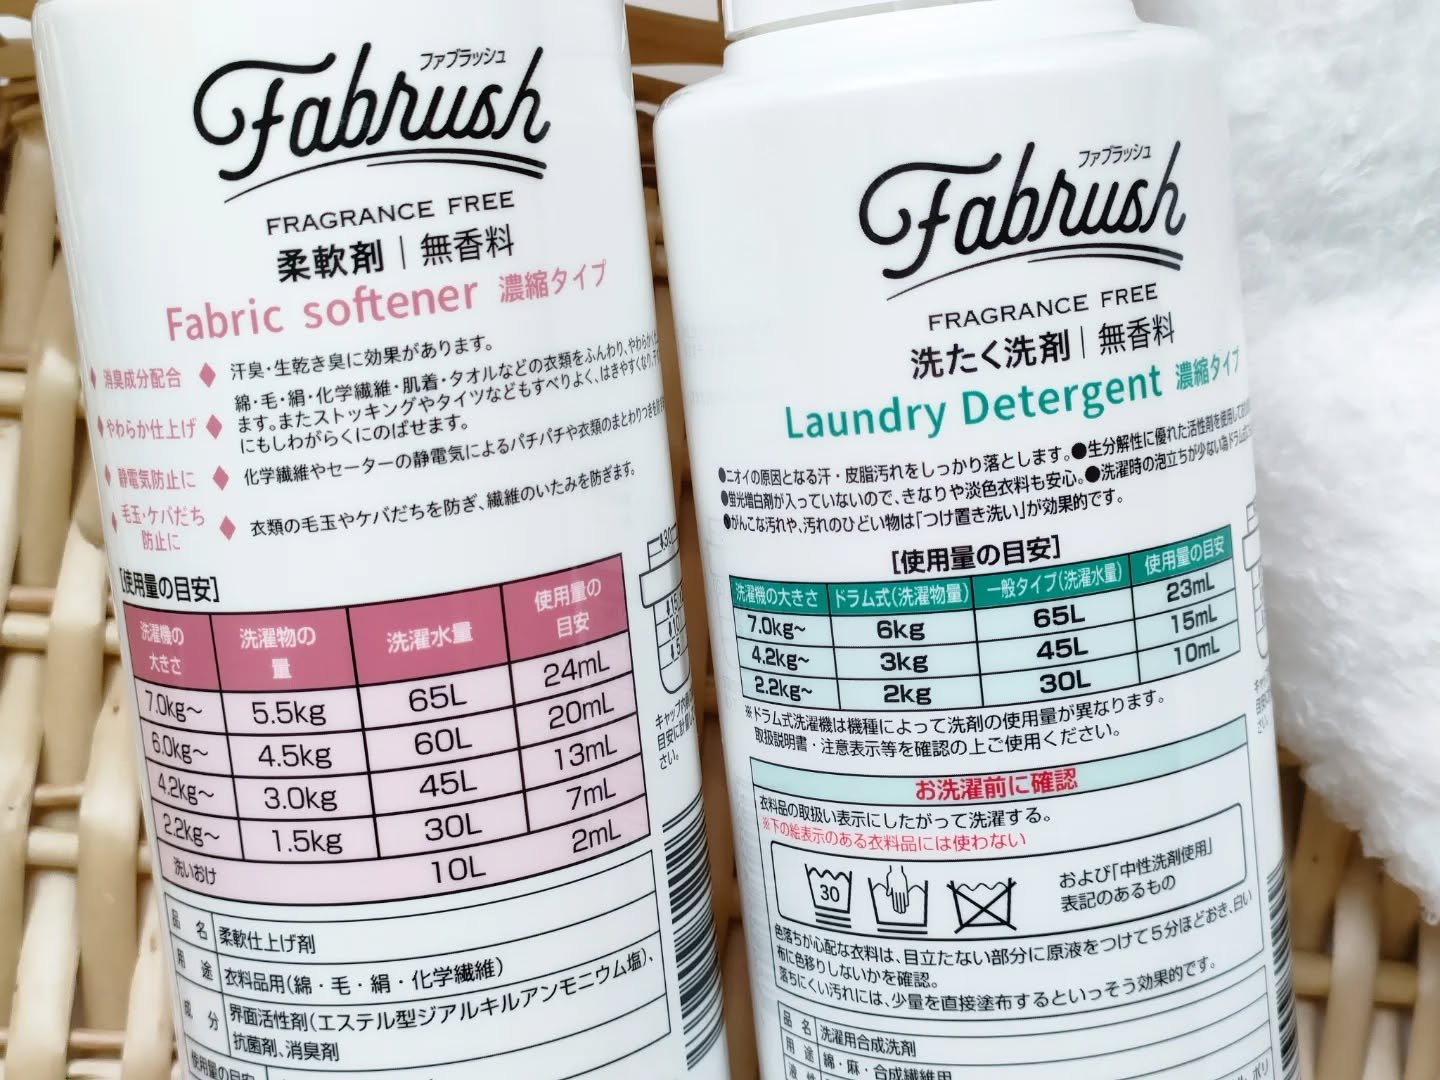 ファブラッシュ
Fabrush
FRAGRANCE FREE
柔軟剤 | 無香料
Fabric softener 濃縮タイプ
消臭成分配合 ◆ 汗臭・生乾き臭に効果があります。
やわらか仕上げ ◆ 綿・毛・絹・化学繊維・肌着・タオルなどの衣類をふんわり、やわらかく
ます。またストッキングやタイツなどもすべりよく、はきやすくなり、
にもしわがらくにのばせます。
静電気防止に ◆ 化学繊維やセーターの静電気によるパチパチや衣類のまとわりつきを
毛玉・ケバだち
防止に ◆ 衣類の毛玉やケバだちを防ぎ、繊維のいたみを防ぎます。
[使用量の目安]
洗濯機の大きさ 洗濯物の量 洗濯水量 使用量の目安
7.0kg~ 5.5kg 65L 24mL
6.0kg~ 4.5kg 60L 20mL
4.2kg~ 3.0kg 45L 13mL
2.2kg~ 1.5kg 30L 7mL
洗いおけ 10L 2mL
品名 柔軟仕上げ剤
用途 衣料品用(綿・毛・絹・化学繊維)
成分 界面活性剤(エステル型ジアルキルアンモニウム塩)、
抗菌剤、消臭剤
使用量の目安
ファブラッシュ
Fabrush
FRAGRANCE FREE
洗たく洗剤 | 無香料
Laundry Detergent 濃縮タイプ
●ニオイの原因となる汗・皮脂汚れをしっかり落とします。●生分解性に優れた活性剤を使用して
●蛍光増白剤が入っていないので、きなりや淡色衣料も安心。●洗濯時の泡立ちが少ない為
●がんこな汚れや、汚れのひどい物は「つけ置き洗い」が効果的です。
[使用量の目安]
洗濯機の大きさ ドラム式(洗濯物量) 一般タイプ(洗濯水量) 使用量の目安
7.0kg~ 6kg 65L 23mL
4.2kg~ 3kg 45L 15mL
2.2kg~ 2kg 30L 10mL
※ドラム式洗濯機は機種によって洗剤の使用量が異なります。
取扱説明書・注意表示等を確認の上ご使用ください。
お洗濯前に確認
衣料品の取扱い表示にしたがって洗濯する。
※下の絵表示のある衣料品には使わない
30
および「中性洗剤使用」
表記のあるもの
色落ちが心配な衣料は、目立たない部分に原液をつけて5分ほどおき、白い
布に色移りしないかを確認。
落ちにくい汚れには、少量を直接塗布するといっそう効果的です。
品名 洗濯用合成洗剤
用途 綿・麻・合成繊維用
液性